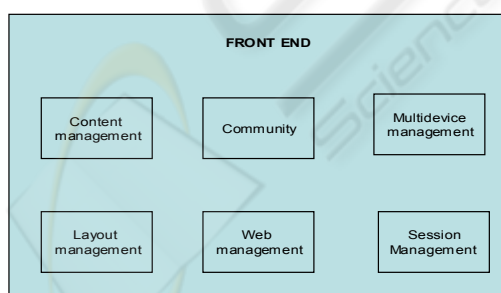 FRONT END
Content
management
Community
Multidevice
management
Layout
management
Web
management
Session
Management